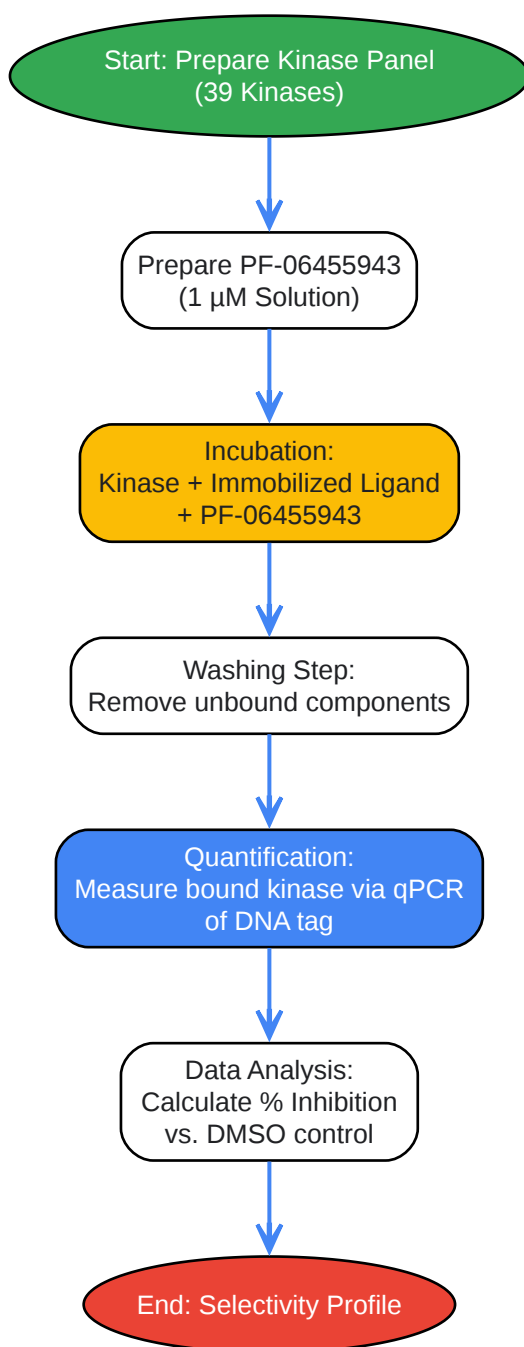 Start: Prepare Kinase Panel
(39 Kinases)
Prepare PF-06455943
(1 µM Solution)
Incubation:
Kinase + Immobilized Ligand
+ PF-06455943
Washing Step:
Remove unbound components
Quantification:
Measure bound kinase via qPCR
of DNA tag
Data Analysis:
Calculate % Inhibition
vs. DMSO control
End: Selectivity Profile